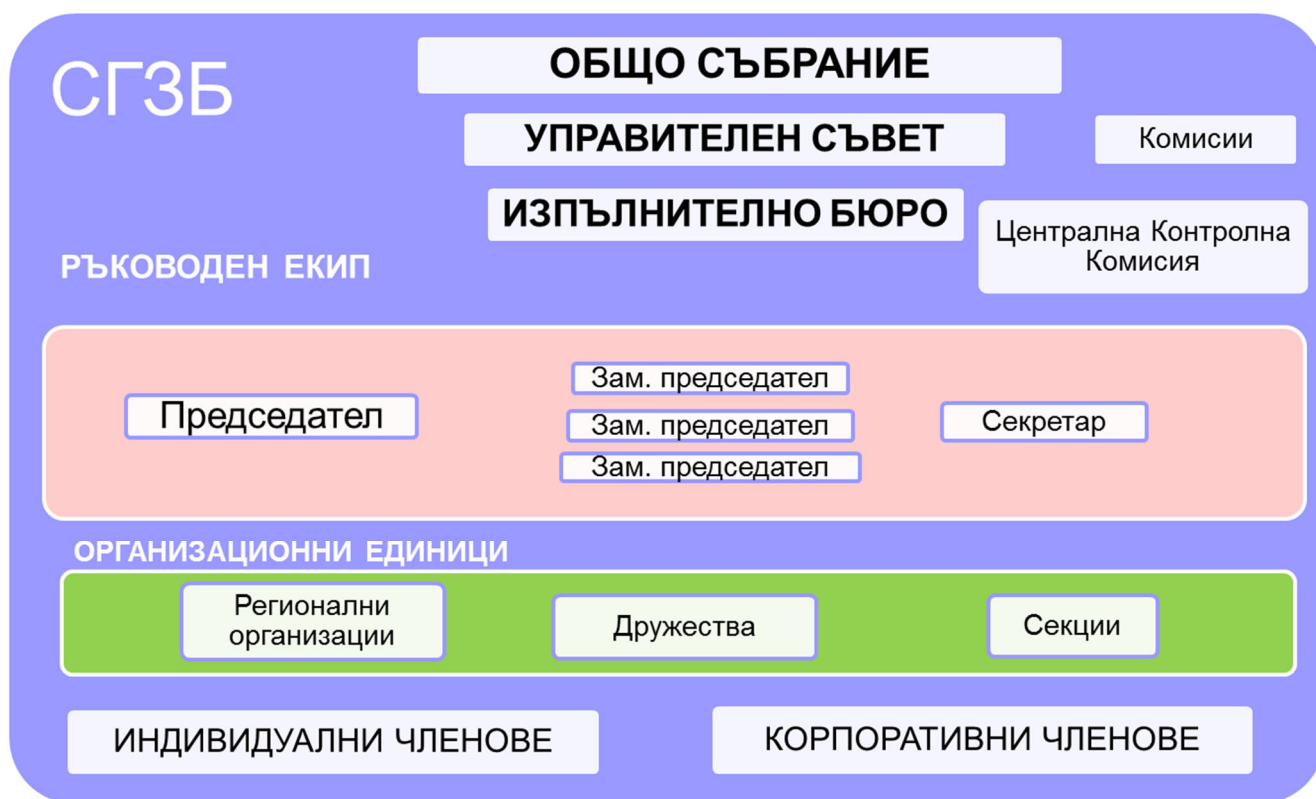 СГЗБ
ОБЩО СЪБРАНИЕ
УПРАВИТЕЛЕН СЪВЕТ
Комисии
ИЗПЪЛНИТЕЛНО БЮРО
Централна Контролна
Комисия
РЪКОВОДЕН ЕКИП
Председател
Зам. председател
Зам. председател
Зам. председател
Секретар
ОРГАНИЗАЦИОННИ ЕДИНИЦИ
Регионални
организации
Дружества
Секции
ИНДИВИДУАЛНИ ЧЛЕНОВЕ
КОРПОРАТИВНИ ЧЛЕНОВЕ